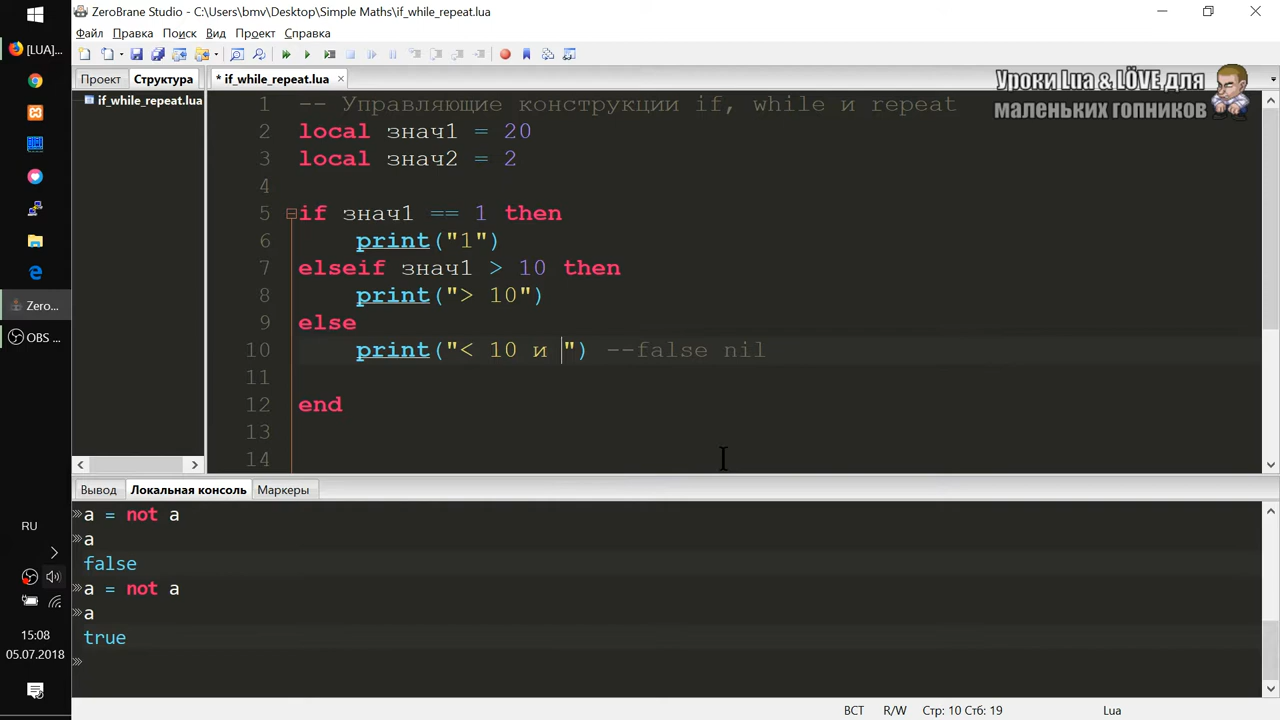 ZeroBrane Studio - C:\Users\bmv\Desktop\Simple Maths\if_while_repeat.lua
Файл Правка Поиск Вид Проект Справка
[LUA]...
Проект Структура * if_while_repeat.lua
Уроки Lua & LÖVE для
маленьких гопников
if_while_repeat.lua
1 -- Управляющие конструкции if, while и repeat
2 local знач1 = 20
3 local знач2 = 2
4
5 if знач1 == 1 then
6 print("1")
7 elseif знач1 > 10 then
8 print("> 10")
9 else
10 print("< 10 и ") --false nil
11
12 end
13
14
Zero...
OBS ...
Вывод Локальная консоль Маркеры
a = not a
a
false
a = not a
a
true
RU
15:08
05.07.2018
ВСТ R/W Стр: 10 Стб: 19 Lua